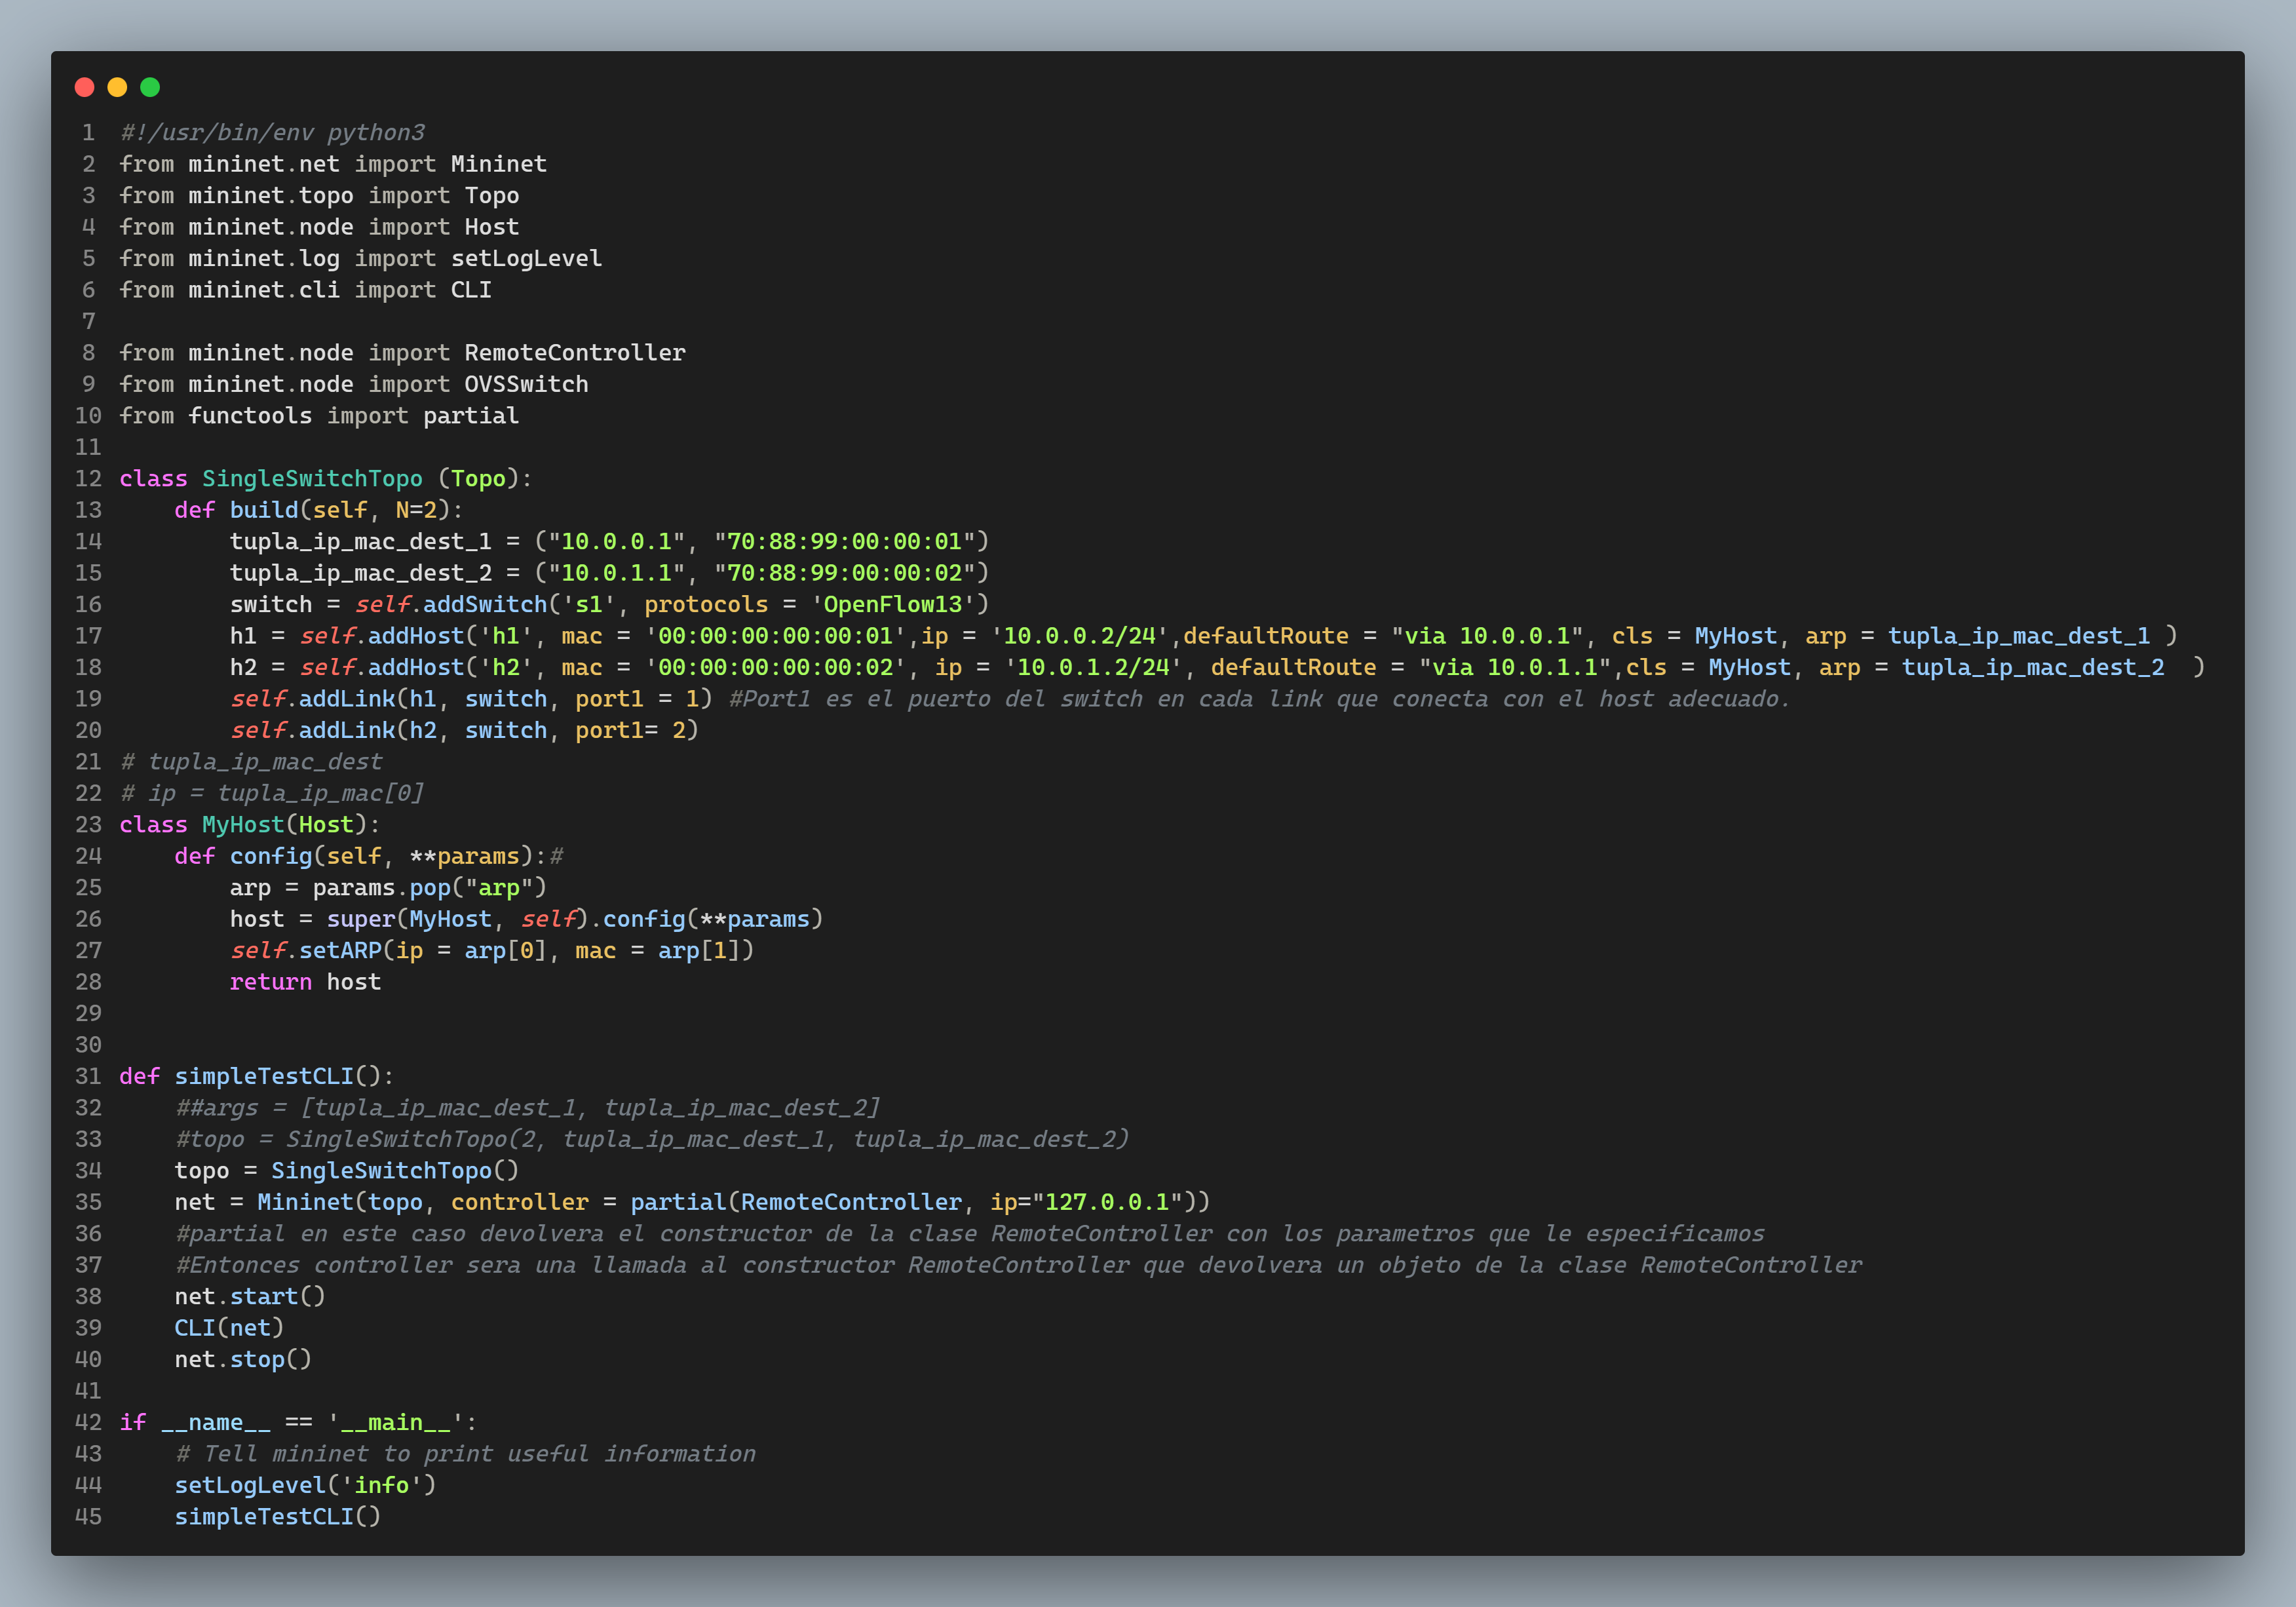 1 #!/usr/bin/env python3
2 from mininet.net import Mininet
3 from mininet.topo import Topo
4 from mininet.node import Host
5 from mininet.log import setLogLevel
6 from mininet.cli import CLI
7
8 from mininet.node import RemoteController
9 from mininet.node import OVSSwitch
10 from functools import partial
11
12 class SingleSwitchTopo (Topo):
13     def build(self, N=2):
14         tupla_ip_mac_dest_1 = ("10.0.0.1", "70:88:99:00:00:01")
15         tupla_ip_mac_dest_2 = ("10.0.1.1", "70:88:99:00:00:02")
16         switch = self.addSwitch('s1', protocols = 'OpenFlow13')
17         h1 = self.addHost('h1', mac = '00:00:00:00:00:01',ip = '10.0.0.2/24',defaultRoute = "via 10.0.0.1", cls = MyHost, arp = tupla_ip_mac_dest_1 )
18         h2 = self.addHost('h2', mac = '00:00:00:00:00:02', ip = '10.0.1.2/24', defaultRoute = "via 10.0.1.1",cls = MyHost, arp = tupla_ip_mac_dest_2  )
19         self.addLink(h1, switch, port1 = 1) #Port1 es el puerto del switch en cada link que conecta con el host adecuado.
20         self.addLink(h2, switch, port1= 2)
21 # tupla_ip_mac_dest
22 # ip = tupla_ip_mac[0]
23 class MyHost(Host):
24     def config(self, **params):#
25         arp = params.pop("arp")
26         host = super(MyHost, self).config(**params)
27         self.setARP(ip = arp[0], mac = arp[1])
28         return host
29
30
31 def simpleTestCLI():
32     ##args = [tupla_ip_mac_dest_1, tupla_ip_mac_dest_2]
33     #topo = SingleSwitchTopo(2, tupla_ip_mac_dest_1, tupla_ip_mac_dest_2)
34     topo = SingleSwitchTopo()
35     net = Mininet(topo, controller = partial(RemoteController, ip="127.0.0.1"))
36     #partial en este caso devolvera el constructor de la clase RemoteController con los parametros que le especificamos
37     #Entonces controller sera una llamada al constructor RemoteController que devolvera un objeto de la clase RemoteController
38     net.start()
39     CLI(net)
40     net.stop()
41
42 if __name__ == '__main__':
43     # Tell mininet to print useful information
44     setLogLevel('info')
45     simpleTestCLI()